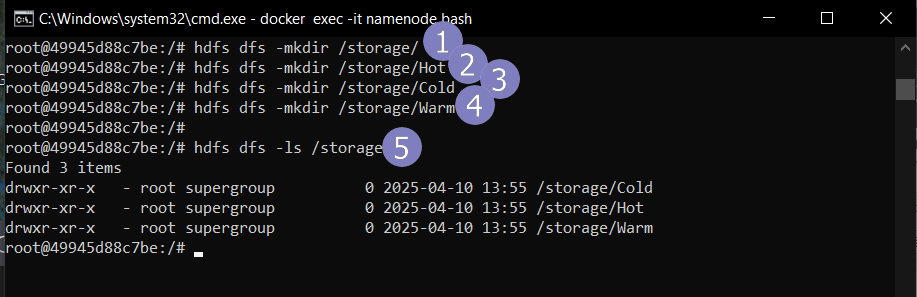 C:\Windows\system32\cmd.exe - docker exec -it namenode bash
root@49945d88c7be:/# hdfs dfs -mkdir /storage/ 1
root@49945d88c7be:/# hdfs dfs -mkdir /storage/Hot 2
root@49945d88c7be:/# hdfs dfs -mkdir /storage/Cold 3
root@49945d88c7be:/# hdfs dfs -mkdir /storage/Warm 4
root@49945d88c7be:/#
root@49945d88c7be:/# hdfs dfs -ls /storage 5
Found 3 items
drwxr-xr-x   - root supergroup          0 2025-04-10 13:55 /storage/Cold
drwxr-xr-x   - root supergroup          0 2025-04-10 13:55 /storage/Hot
drwxr-xr-x   - root supergroup          0 2025-04-10 13:55 /storage/Warm
root@49945d88c7be:/#